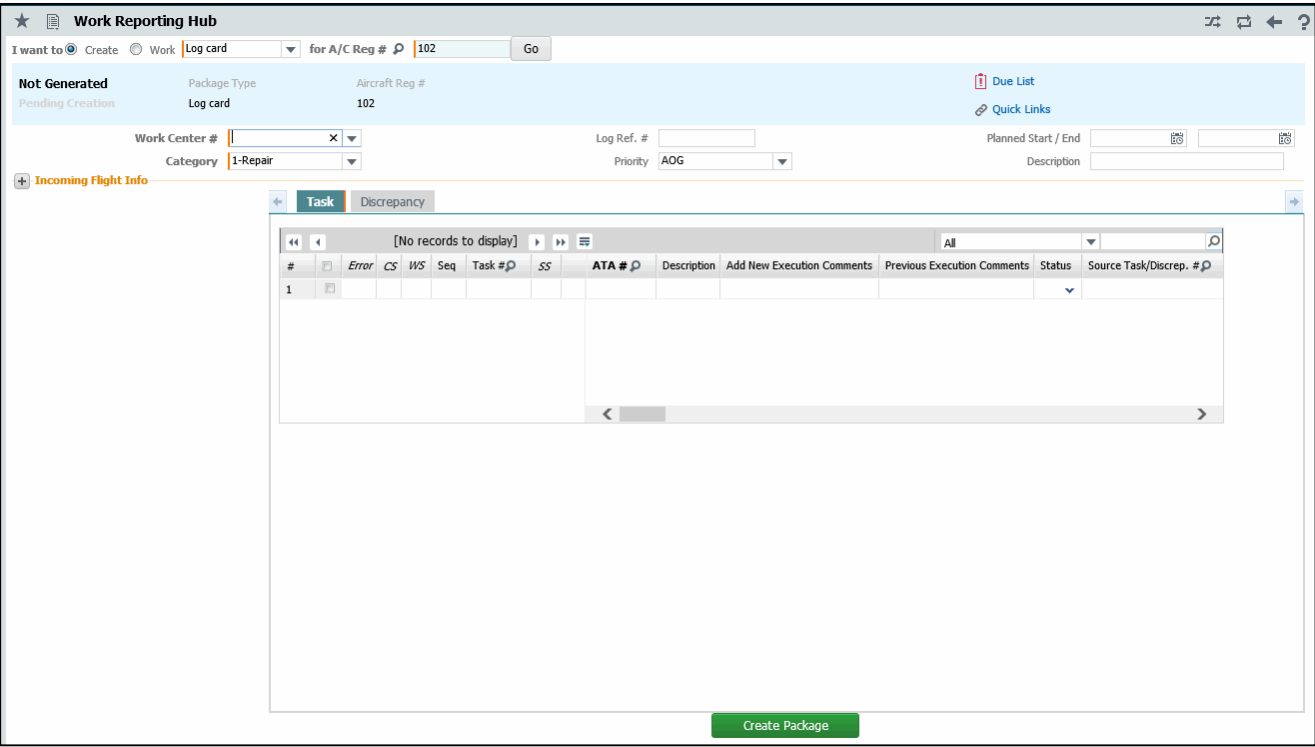 Work Reporting Hub
?
I want to Create Work Log card for A/C Reg # 102 Go
Not Generated Package Type Aircraft Reg # Due List
Pending Creation Log card 102 Quick Links
Work Center # Log Ref. # Planned Start / End
Category 1-Repair Priority AOG Description
Incoming Flight Info
Task Discrepancy
[No records to display] All
# Error CS WS Seq Task # SS ATA # Description Add New Execution Comments Previous Execution Comments Status Source Task/Discrep. #
1
Create Package